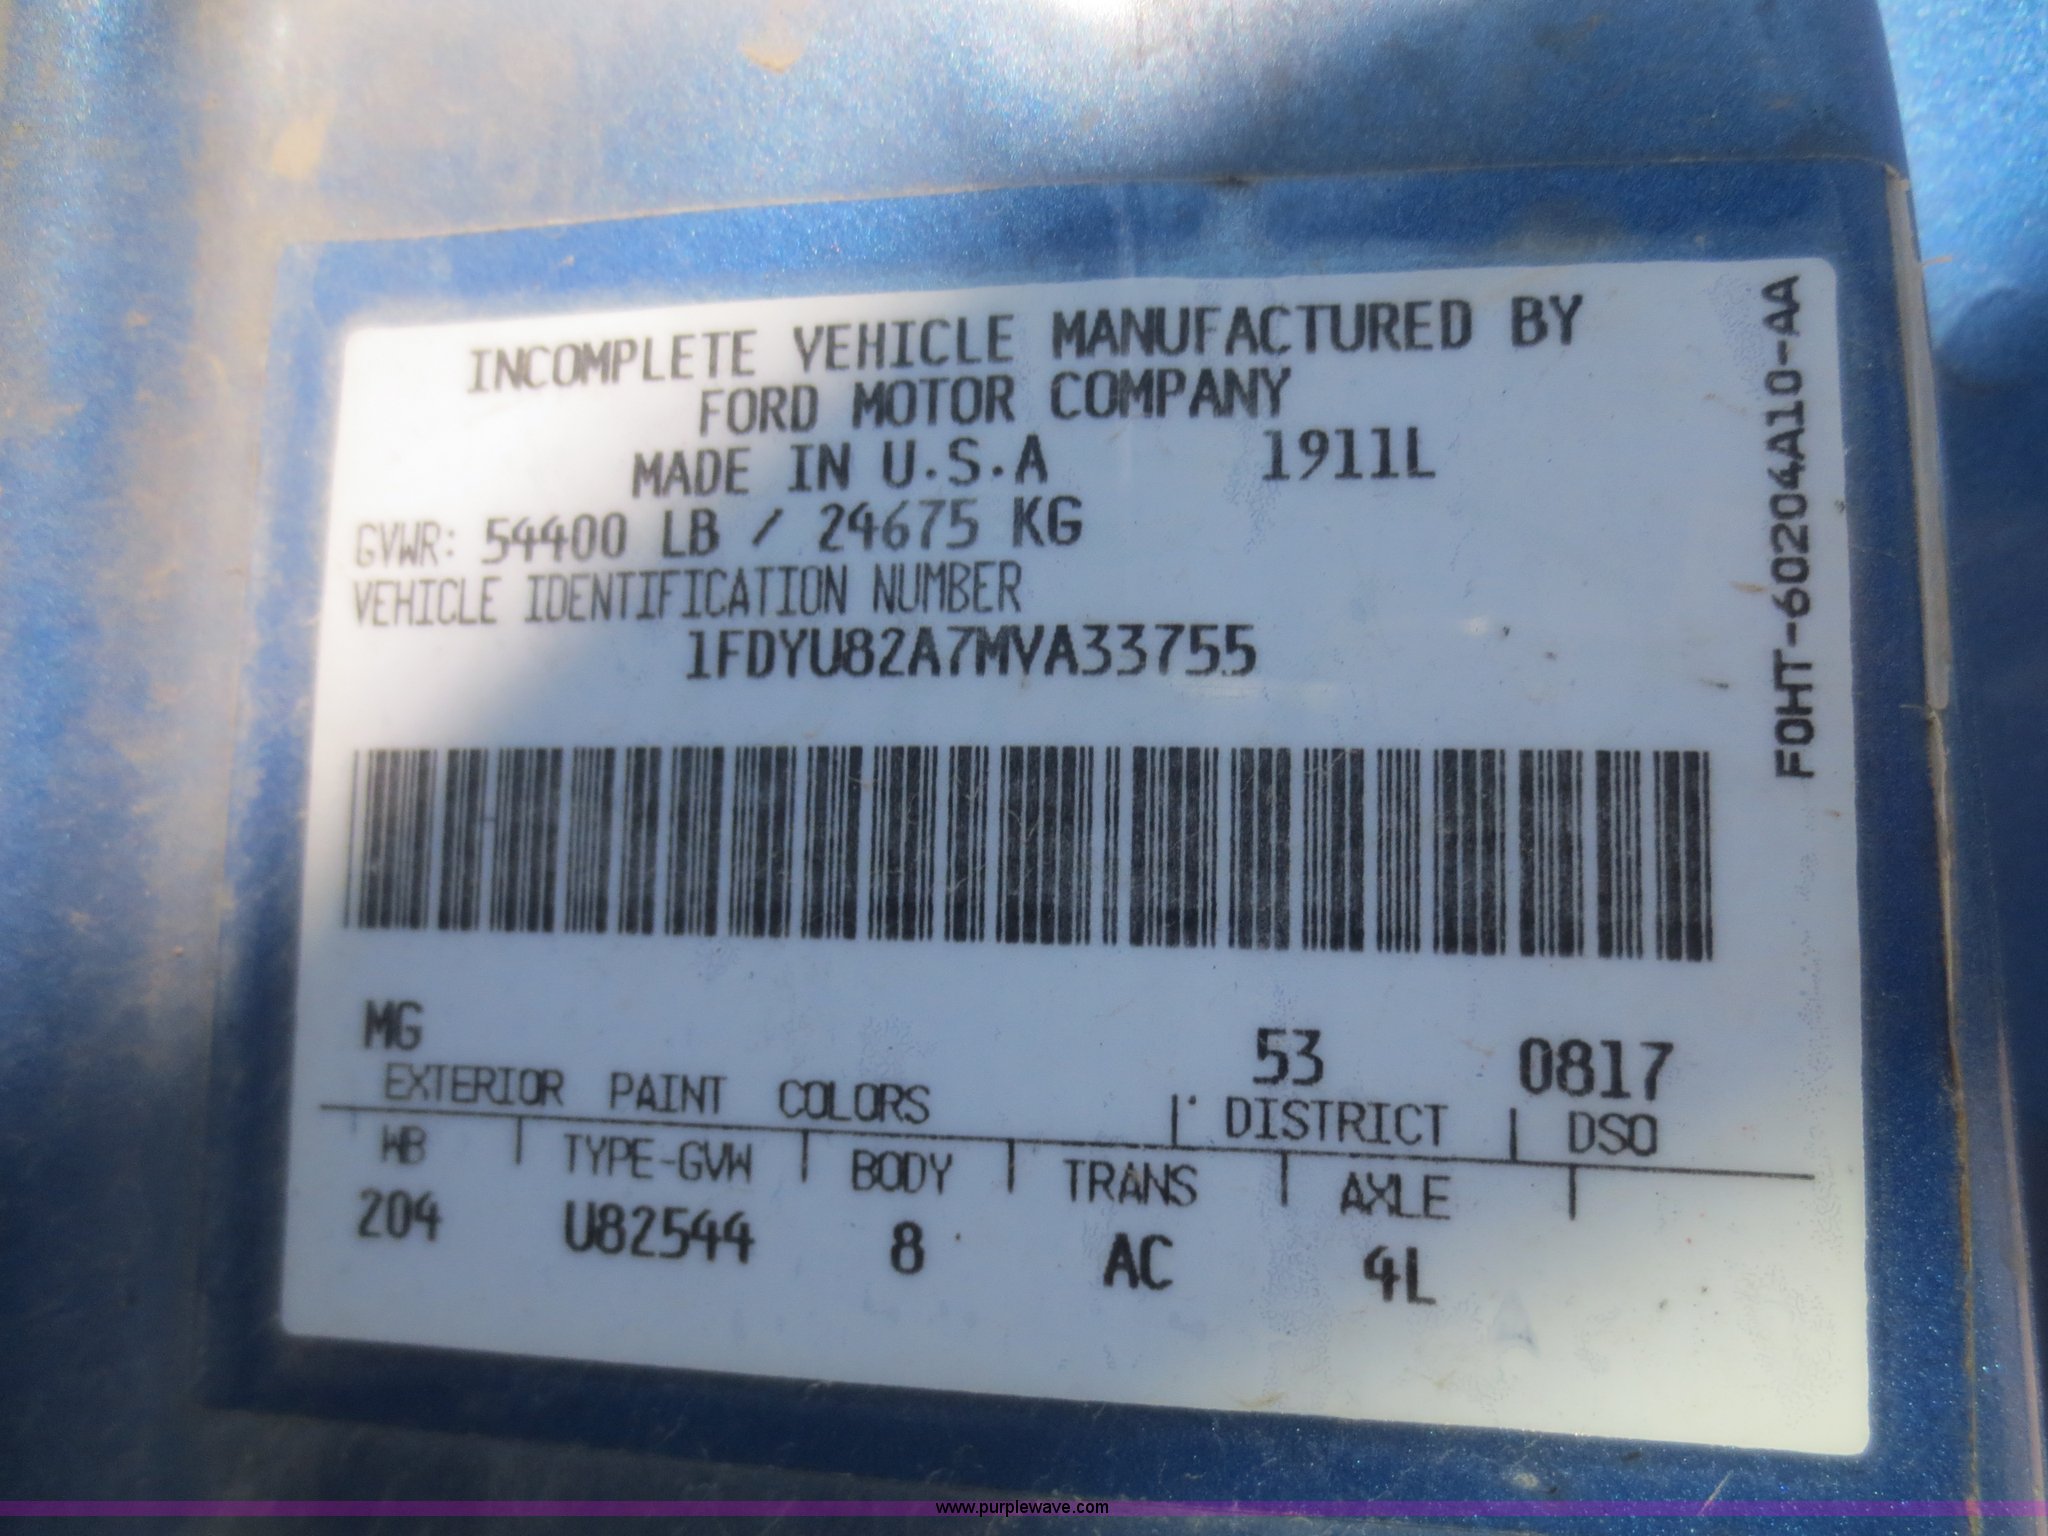 INCOMPLETE VEHICLE MANUFACTURED BY
FORD MOTOR COMPANY
MADE IN U.S.A 1911L
GVWR: 54400 LB / 24675 KG
VEHICLE IDENTIFICATION NUMBER
1FDYU82A7MVA33755
F0HT-60204A10-AA
MG 53 0817
EXTERIOR PAINT COLORS DISTRICT DSO
WB TYPE-GVW BODY TRANS AXLE
204 U82544 8 AC 4L
www.purplewave.com